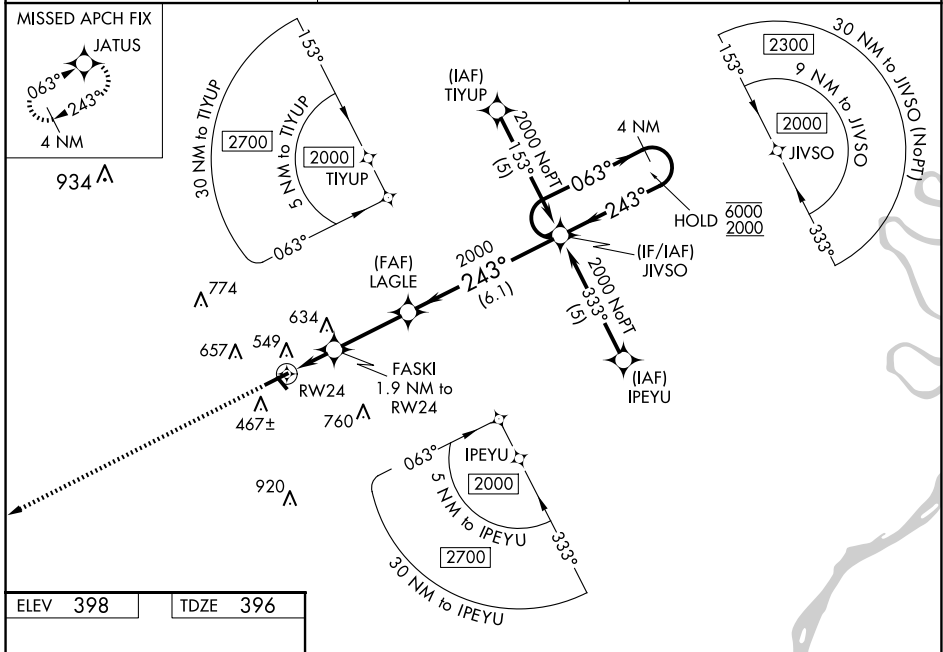 MISSED APCH FIX
JATUS
063°
243°
4 NM
934
30 NM to TIYUP
153°
2700
5 NM to TIYUP
2000
TIYUP
063°
(IAF)
TIYUP
2000 NoPT
153°
(5)
4 NM
063°
243°
HOLD
6000
2000
(IF/IAF)
JIVSO
2000 NoPT
333°
(5)
(IAF)
IPEYU
153°
2300
30 NM to JIVSO (NoPT)
9 NM to JIVSO
2000
JIVSO
333°
2000
243°
(6.1)
(FAF)
LAGLE
774
634
657
549
FASKI
1.9 NM to
RW24
RW24
467±
760
920
063°
IPEYU
2000
5 NM to IPEYU
333°
2700
30 NM to IPEYU
ELEV 398
TDZE 396